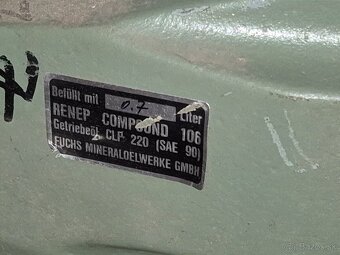 Befüllt mit 0.7 Liter
RENEP COMPOUND 106
Getriebeöl CLP 220 (SAE 90)
FUCHS MINERALOELWERKE GMBH